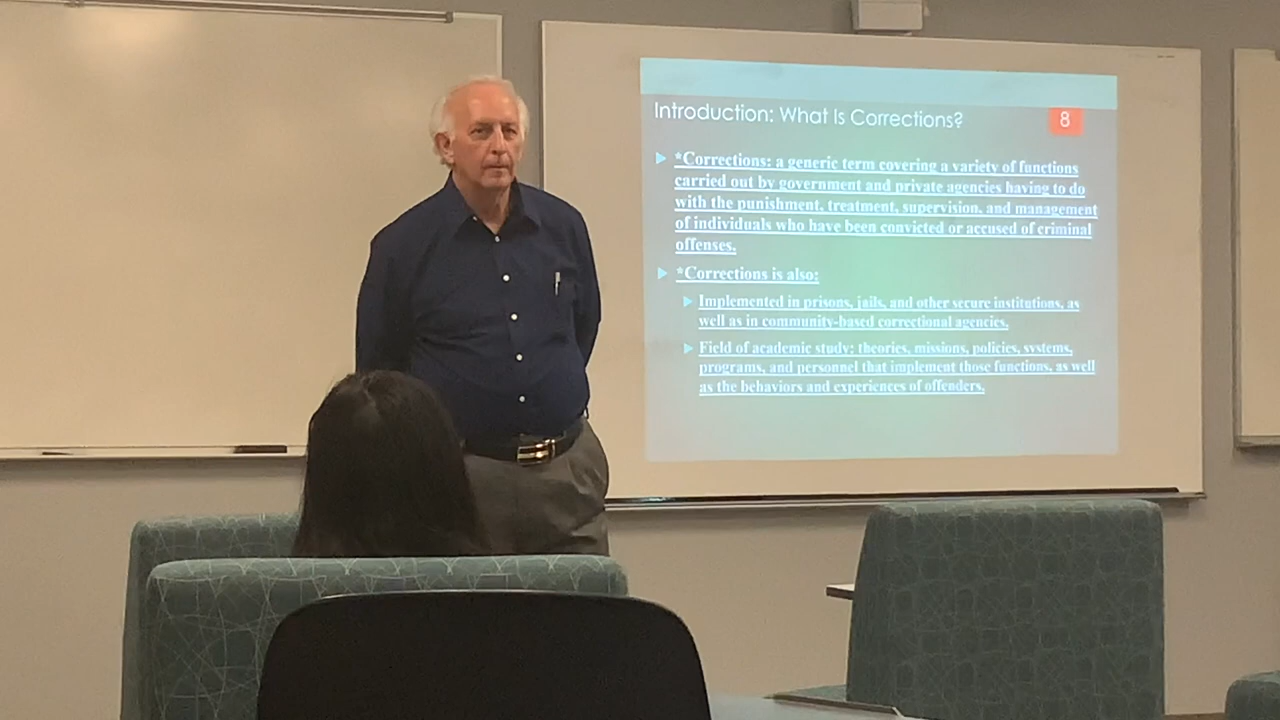 Introduction: What Is Corrections?
8
*Corrections: a generic term covering a variety of functions
carried out by government and private agencies having to do
with the punishment, treatment, supervision, and management
of individuals who have been convicted or accused of criminal
offenses.
*Corrections is also:
Implemented in prisons, jails, and other secure institutions, as
well as in community-based correctional agencies.
Field of academic study: theories, missions, policies, systems,
programs, and personnel that implement those functions, as well
as the behaviors and experiences of offenders.